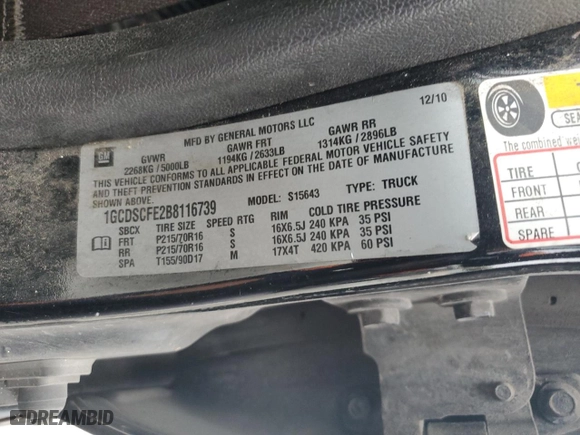 MFD BY GENERAL MOTORS LLC 12/10
GM GVWR GAWR FRT GAWR RR
2268KG / 5000LB 1194KG / 2633LB 1314KG / 2896LB
THIS VEHICLE CONFORMS TO ALL APPLICABLE FEDERAL MOTOR VEHICLE SAFETY
AND THEFT PREVENTION STANDARDS IN EFFECT ON THE DATE OF MANUFACTURE
SHOWN ABOVE.
1GCDSCFE2B8116739 MODEL: S15643 TYPE: TRUCK
SBCX TIRE SIZE SPEED RTG RIM COLD TIRE PRESSURE
FRT P215/70R16 S 16X6.5J 240 KPA 35 PSI
RR P215/70R16 S 16X6.5J 240 KPA 35 PSI
SPA T155/90D17 M 17X4T 420 KPA 60 PSI
The combined
TIRE
FRONT
REAR
SPARE
DREAMBID